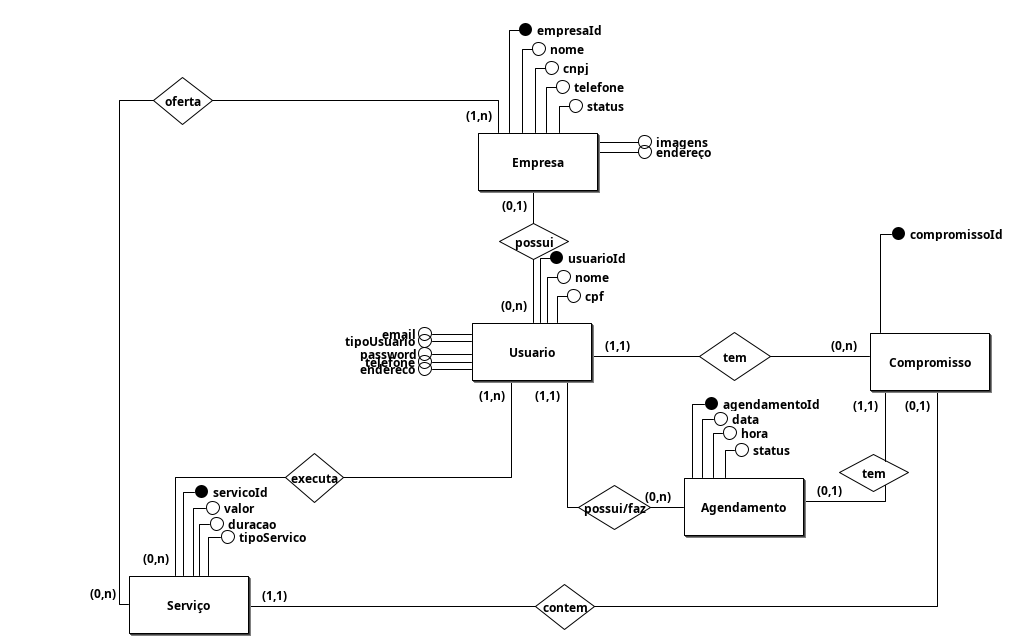 empresaId
nome
cnpj
telefone
status
oferta
(1,n)
imagens
endereço
Empresa
(0,1)
possui
compromissoId
usuarioId
nome
cpf
(0,n)
email
tipoUsuario
password
telefone
endereco
Usuario
(1,1)
tem
(0,n)
Compromisso
(1,n)
(1,1)
(1,1)
(0,1)
agendamentoId
data
hora
status
tem
executa
servicoId
valor
duracao
tipoServico
possui/faz
(0,n)
Agendamento
(0,1)
(0,n)
(0,n)
Serviço
(1,1)
contem